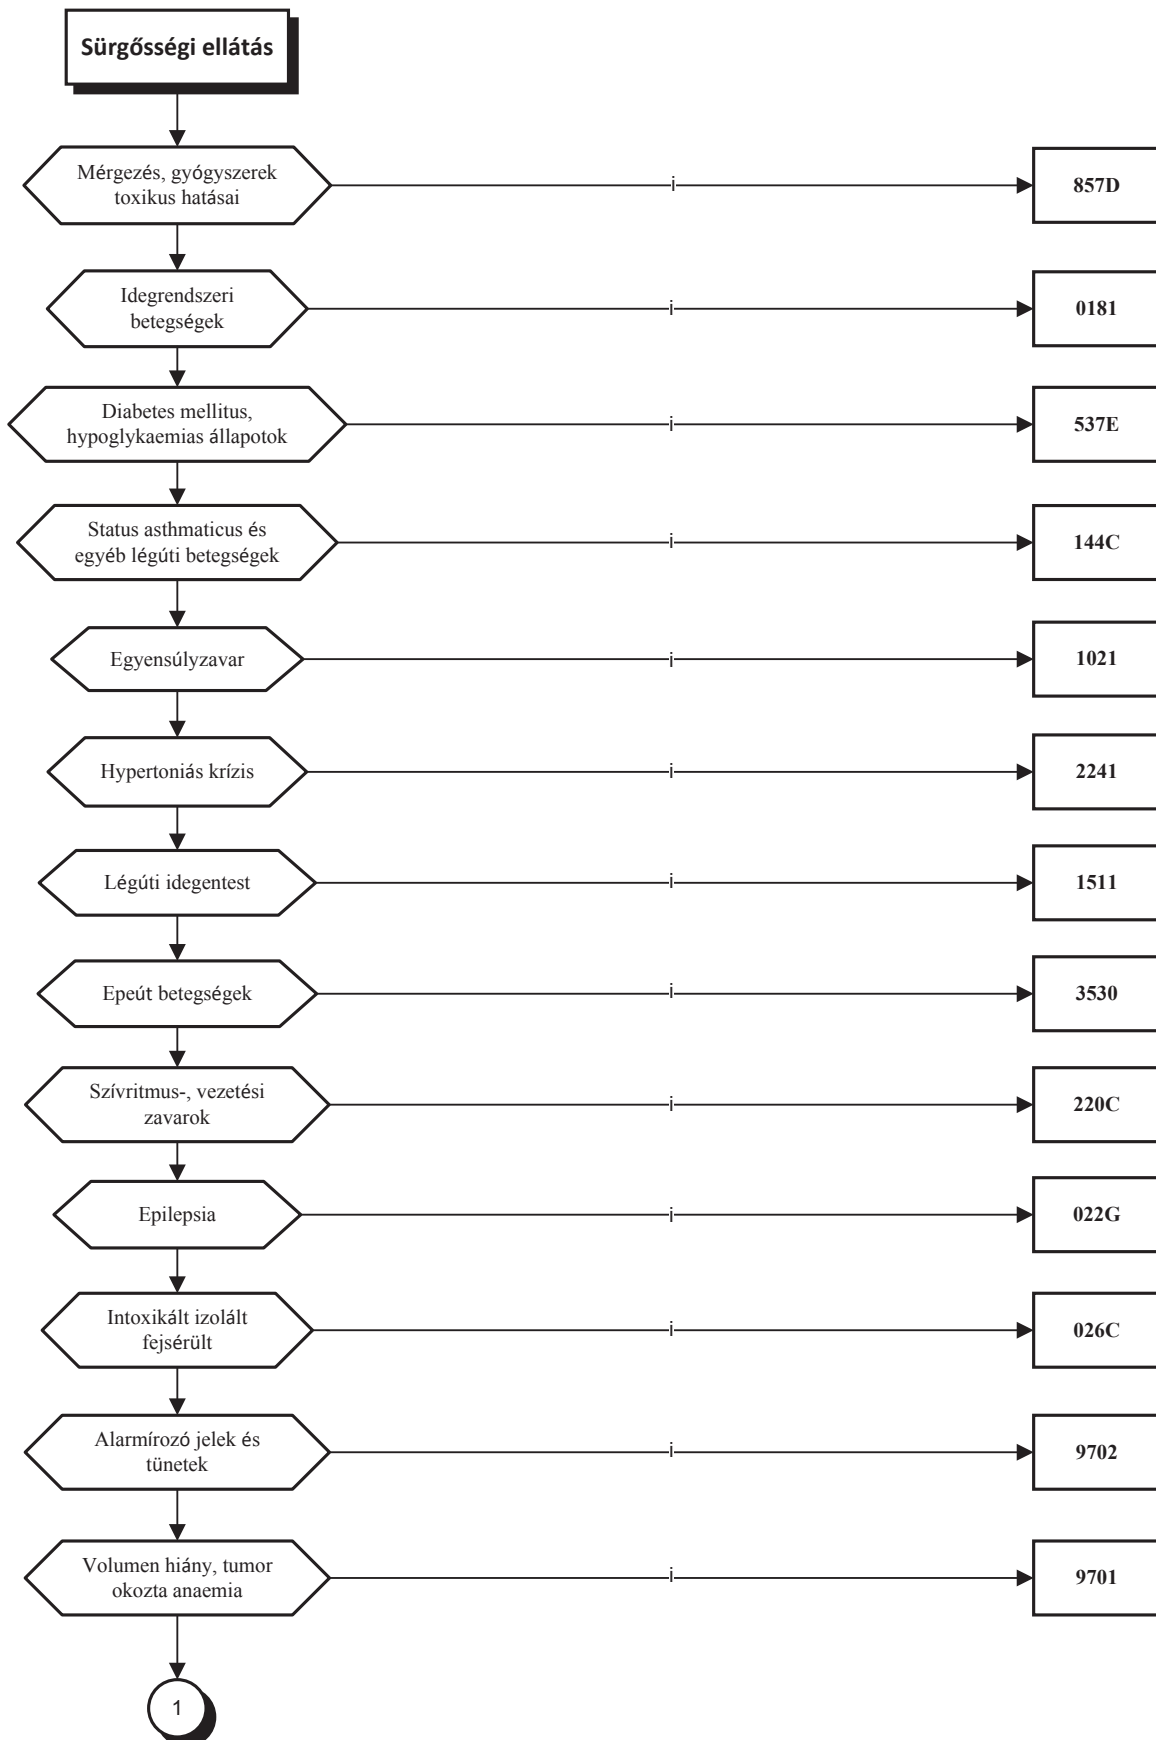 Sürgősségi ellátás
Mérgezés, gyógyszerek
toxikus hatásai
i
857D
Idegrendszeri
betegségek
i
0181
Diabetes mellitus,
hypoglykaemias állapotok
i
537E
Status asthmaticus és
egyéb légúti betegségek
i
144C
Egyensúlyzavar
i
1021
Hypertoniás krízis
i
2241
Légúti idegentest
i
1511
Epeút betegségek
i
3530
Szívritmus-, vezetési
zavarok
i
220C
Epilepsia
i
022G
Intoxikált izolált
fejsérült
i
026C
Alarmírozó jelek és
tünetek
i
9702
Volumen hiány, tumor
okozta anaemia
i
9701
1